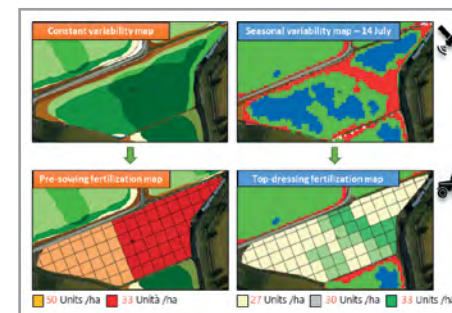 Constant variability map
Seasonal variability map – 14 July
Pre-sowing fertilization map
Top-dressing fertilization map
50 Units /ha 33 Unità /ha
27 Units /ha 30 Units /ha 33 Units /ha